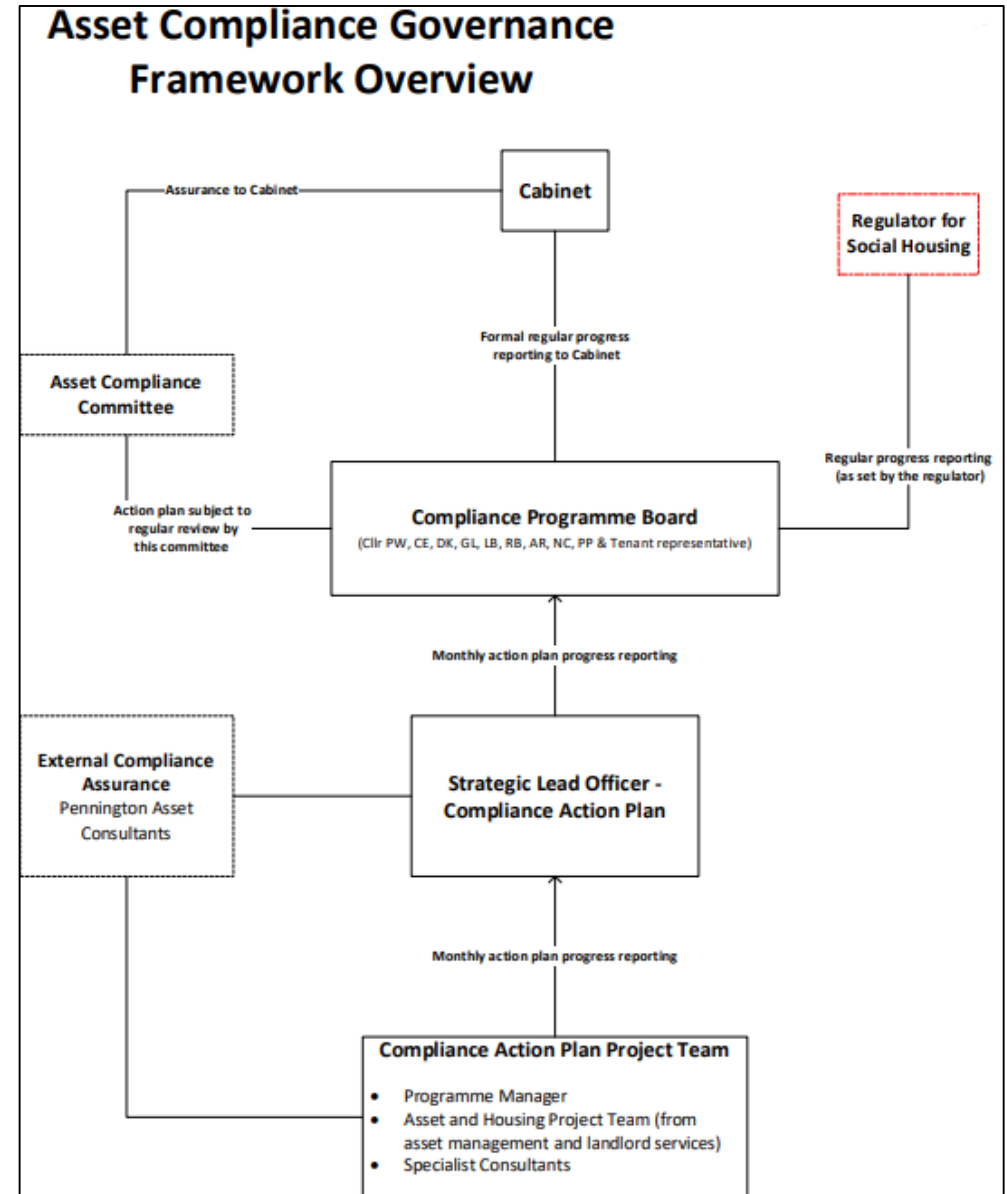 Asset Compliance Governance
Framework Overview
Assurance to Cabinet
Cabinet
Regulator for
Social Housing
Formal regular progress
reporting to Cabinet
Asset Compliance
Committee
Regular progress reporting
(as set by the regulator)
Action plan subject to
regular review by
this committee
Compliance Programme Board
(Cllr PW, CE, DK, GL, LB, RB, AR, NC, PP & Tenant representative)
Monthly action plan progress reporting
External Compliance
Assurance
Pennington Asset
Consultants
Strategic Lead Officer -
Compliance Action Plan
Monthly action plan progress reporting
Compliance Action Plan Project Team
• Programme Manager
• Asset and Housing Project Team (from
asset management and landlord services)
• Specialist Consultants